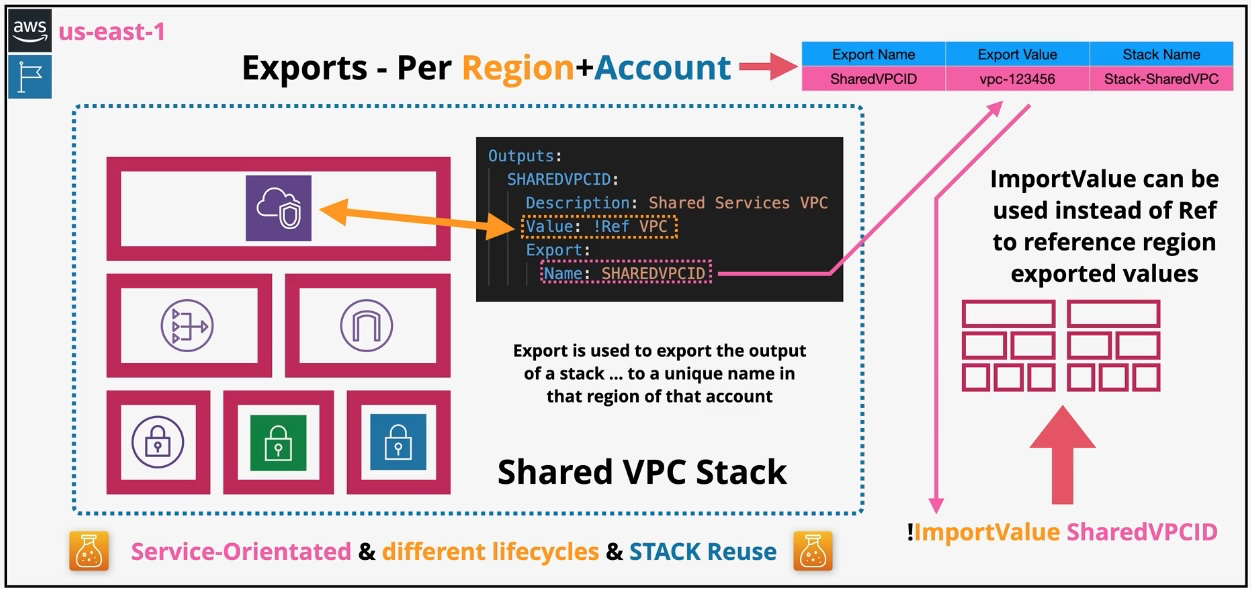 aws
us-east-1
Exports - Per Region+Account
Export Name Export Value Stack Name
SharedVPCID vpc-123456 Stack-SharedVPC
Outputs:
SHAREDVPCID:
Description: Shared Services VPC
Value: !Ref VPC
Export:
Name: SHAREDVPCID
Export is used to export the output
of a stack ... to a unique name in
that region of that account
Shared VPC Stack
ImportValue can be
used instead of Ref
to reference region
exported values
!ImportValue SharedVPCID
Service-Orientated & different lifecycles & STACK Reuse